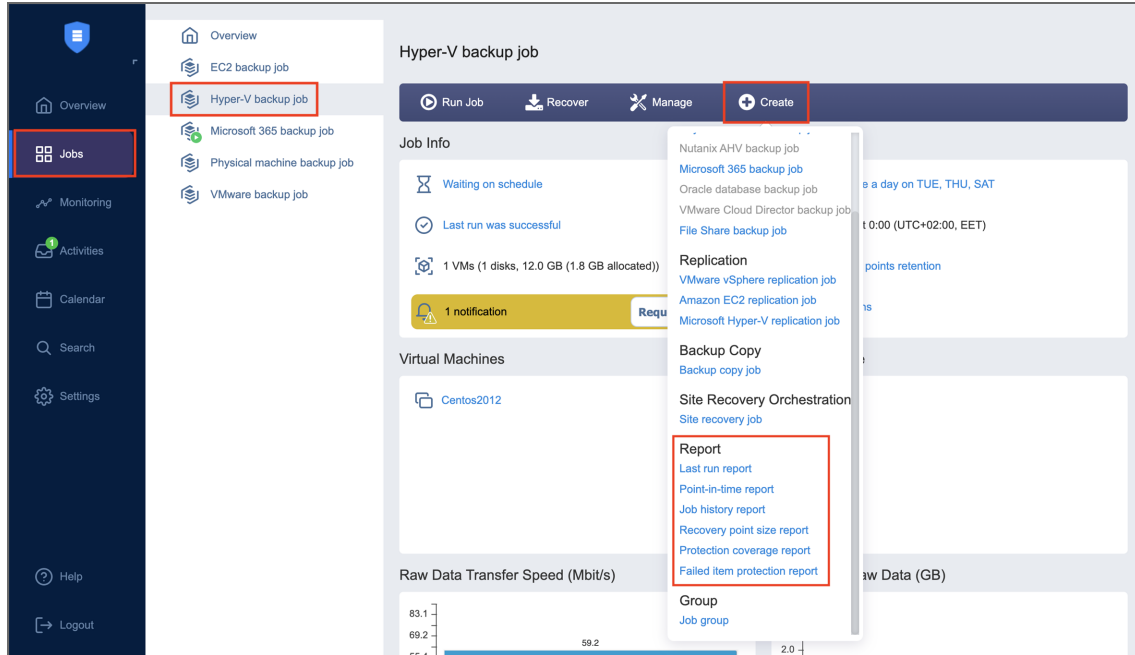 Overview
Jobs
Monitoring
1
Activities
Calendar
Search
Settings
Help
Logout
Overview
EC2 backup job
Hyper-V backup job
Microsoft 365 backup job
Physical machine backup job
VMware backup job
Hyper-V backup job
Run Job Recover Manage Create
Job Info
Waiting on schedule
Last run was successful
1 VMs (1 disks, 12.0 GB (1.8 GB allocated))
1 notification
Virtual Machines
Centos2012
Raw Data Transfer Speed (Mbit/s)
83.1
69.2
59.2
Nutanix AHV backup job
Microsoft 365 backup job
Oracle database backup job
VMware Cloud Director backup job
File Share backup job
Replication
VMware vSphere replication job
Amazon EC2 replication job
Microsoft Hyper-V replication job
Backup Copy
Backup copy job
Site Recovery Orchestration
Site recovery job
Report
Last run report
Point-in-time report
Job history report
Recovery point size report
Protection coverage report
Failed item protection report
Group
Job group
a day on TUE, THU, SAT
0:00 (UTC+02:00, EET)
points retention
Data (GB)
2.0